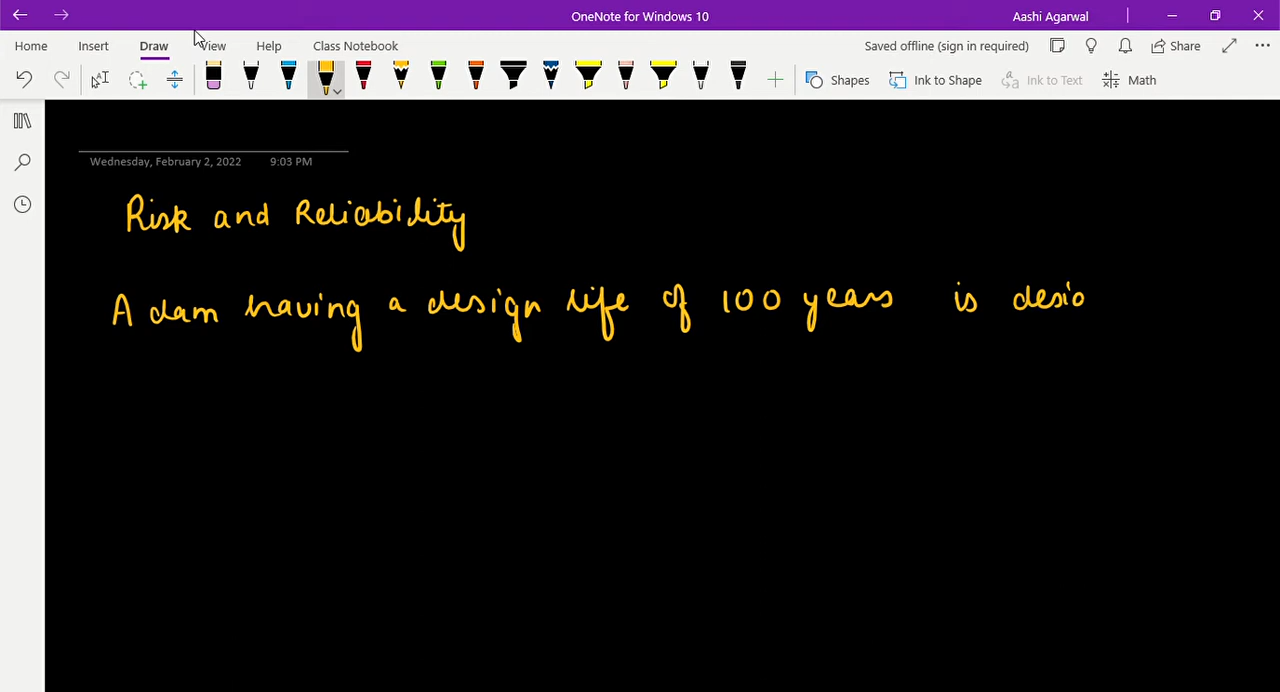 OneNote for Windows 10
Aashi Agarwal
Home Insert Draw View Help Class Notebook Saved offline (sign in required) Share
Shapes Ink to Shape Ink to Text Math
Wednesday, February 2, 2022 9:03 PM
Risk and Reliability
A dam having a design life of 100 years is desio